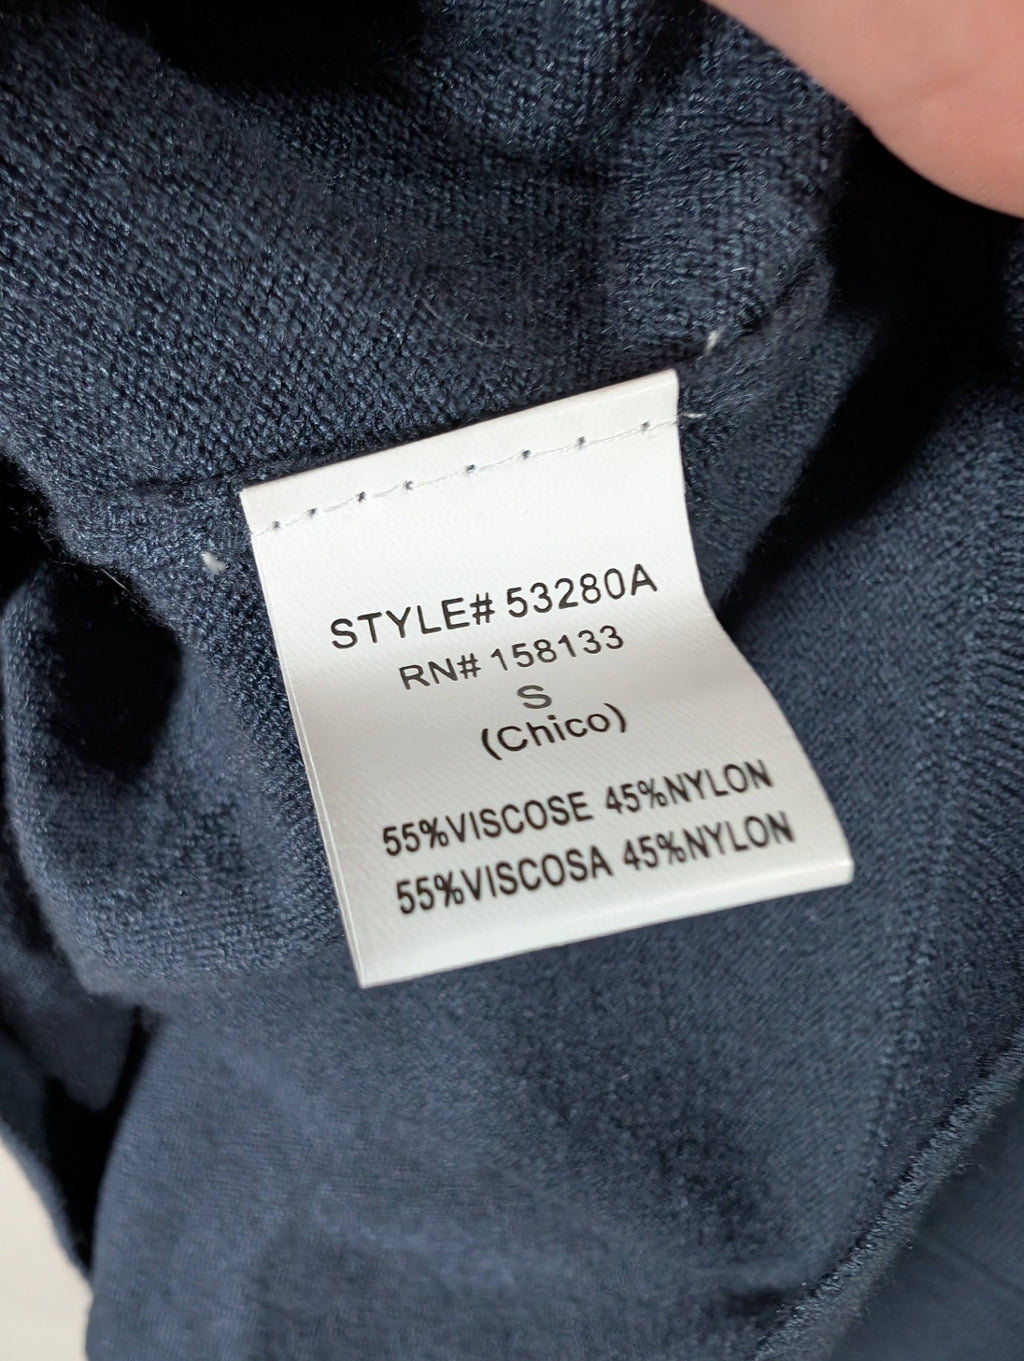 STYLE# 53280A
RN# 158133
S
(Chico)
55%VISCOSE 45%NYLON
55%VISCOSA 45%NYLON